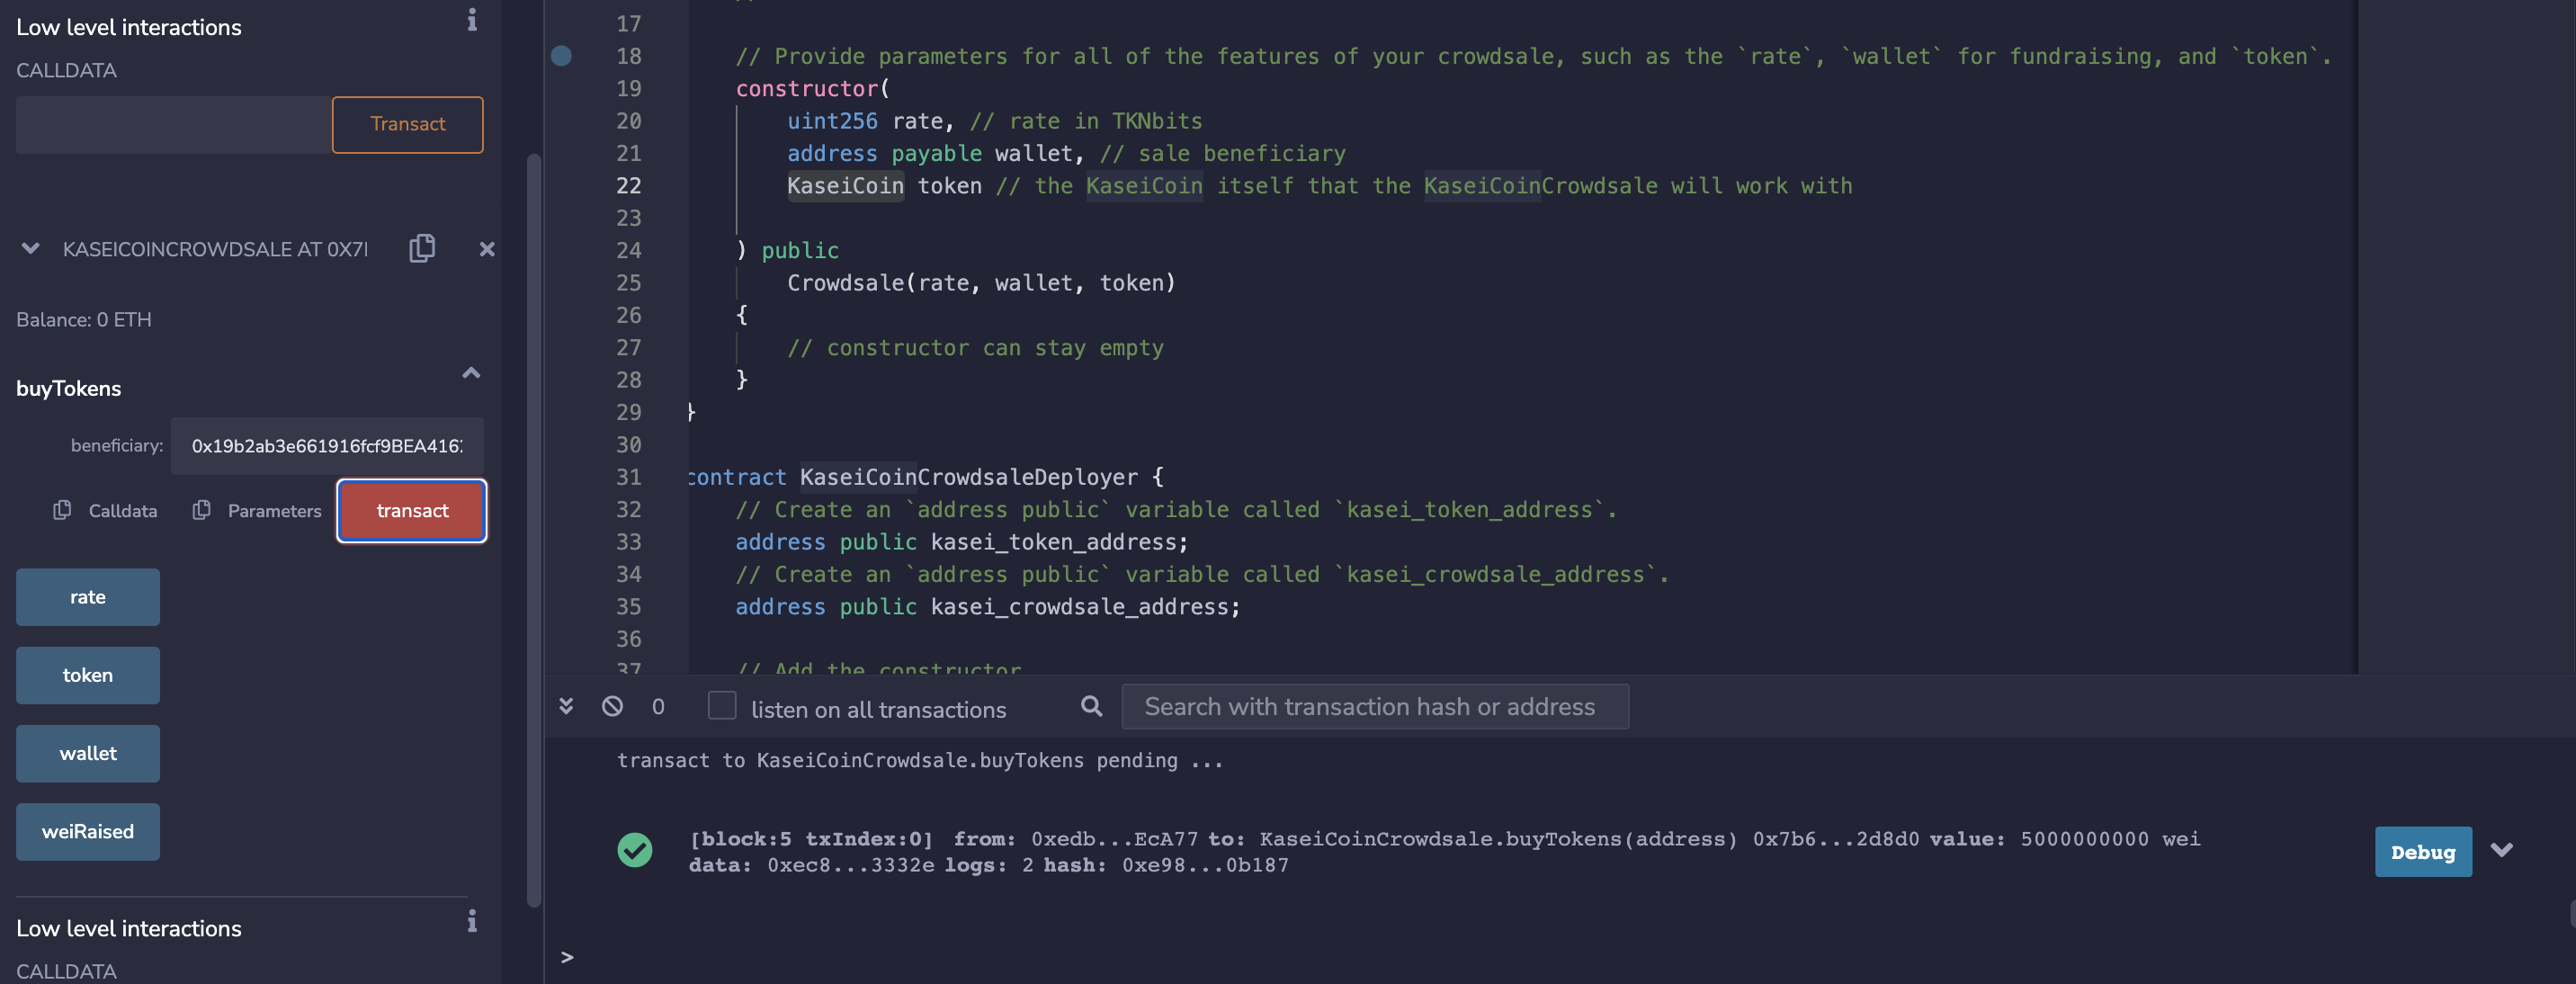 Low level interactions
CALLDATA
Transact
KASEICOINCROWDSALE AT 0X7
Balance: 0 ETH
buyTokens
beneficiary: 0x19b2ab3e661916fcf9BEA416
Calldata Parameters transact
rate
token
wallet
weiRaised
Low level interactions
CALLDATA
17
18 // Provide parameters for all of the features of your crowdsale, such as the `rate`, `wallet` for fundraising, and `token`.
19 constructor(
20 uint256 rate, // rate in TKNbits
21 address payable wallet, // sale beneficiary
22 KaseiCoin token // the KaseiCoin itself that the KaseiCoinCrowdsale will work with
23
24 ) public
25 Crowdsale(rate, wallet, token)
26 {
27 // constructor can stay empty
28 }
29 }
30
31 contract KaseiCoinCrowdsaleDeployer {
32 // Create an `address public` variable called `kasei_token_address`.
33 address public kasei_token_address;
34 // Create an `address public` variable called `kasei_crowdsale_address`.
35 address public kasei_crowdsale_address;
36
37 // Add the constructor
0 listen on all transactions Search with transaction hash or address
transact to KaseiCoinCrowdsale.buyTokens pending ...
[block:5 txIndex:0] from: 0xedb...EcA77 to: KaseiCoinCrowdsale.buyTokens(address) 0x7b6...2d8d0 value: 5000000000 wei
data: 0xec8...3332e logs: 2 hash: 0xe98...0b187
Debug
>